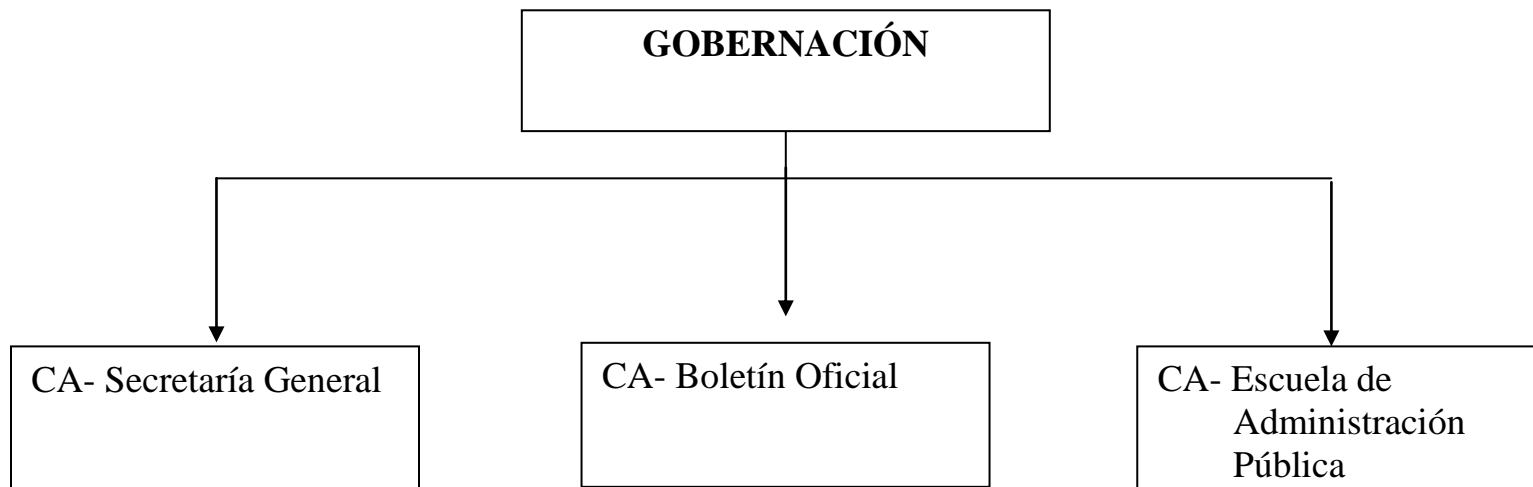 GOBERNACIÓN
CA- Secretaría General
CA- Boletín Oficial
CA- Escuela de
Administración
Pública